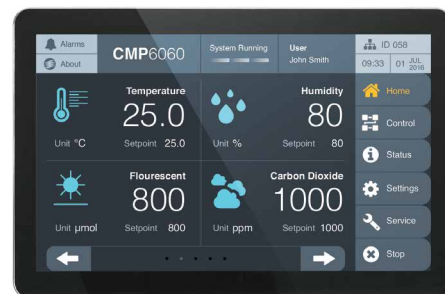 Alarms
About
CMP6060
System Running
User
John Smith
ID 058
09:33
01 JUL 2016
Home
Control
Status
Settings
Service
Stop
Temperature
25.0
Unit °C
Setpoint 25.0
Humidity
80
Unit %
Setpoint 80
Flourescent
800
Unit µmol
Setpoint 800
Carbon Dioxide
1000
Unit ppm
Setpoint 1000